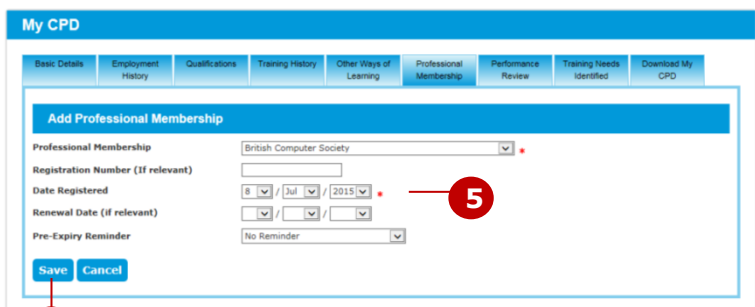 My CPD
Basic Details Employment History Qualifications Training History Other Ways of Learning Professional Membership Performance Review Training Needs Identified Download My CPD
Add Professional Membership
Professional Membership British Computer Society *
Registration Number (If relevant)
Date Registered 8 / Jul / 2015 * 5
Renewal Date (if relevant) / /
Pre-Expiry Reminder No Reminder
Save Cancel